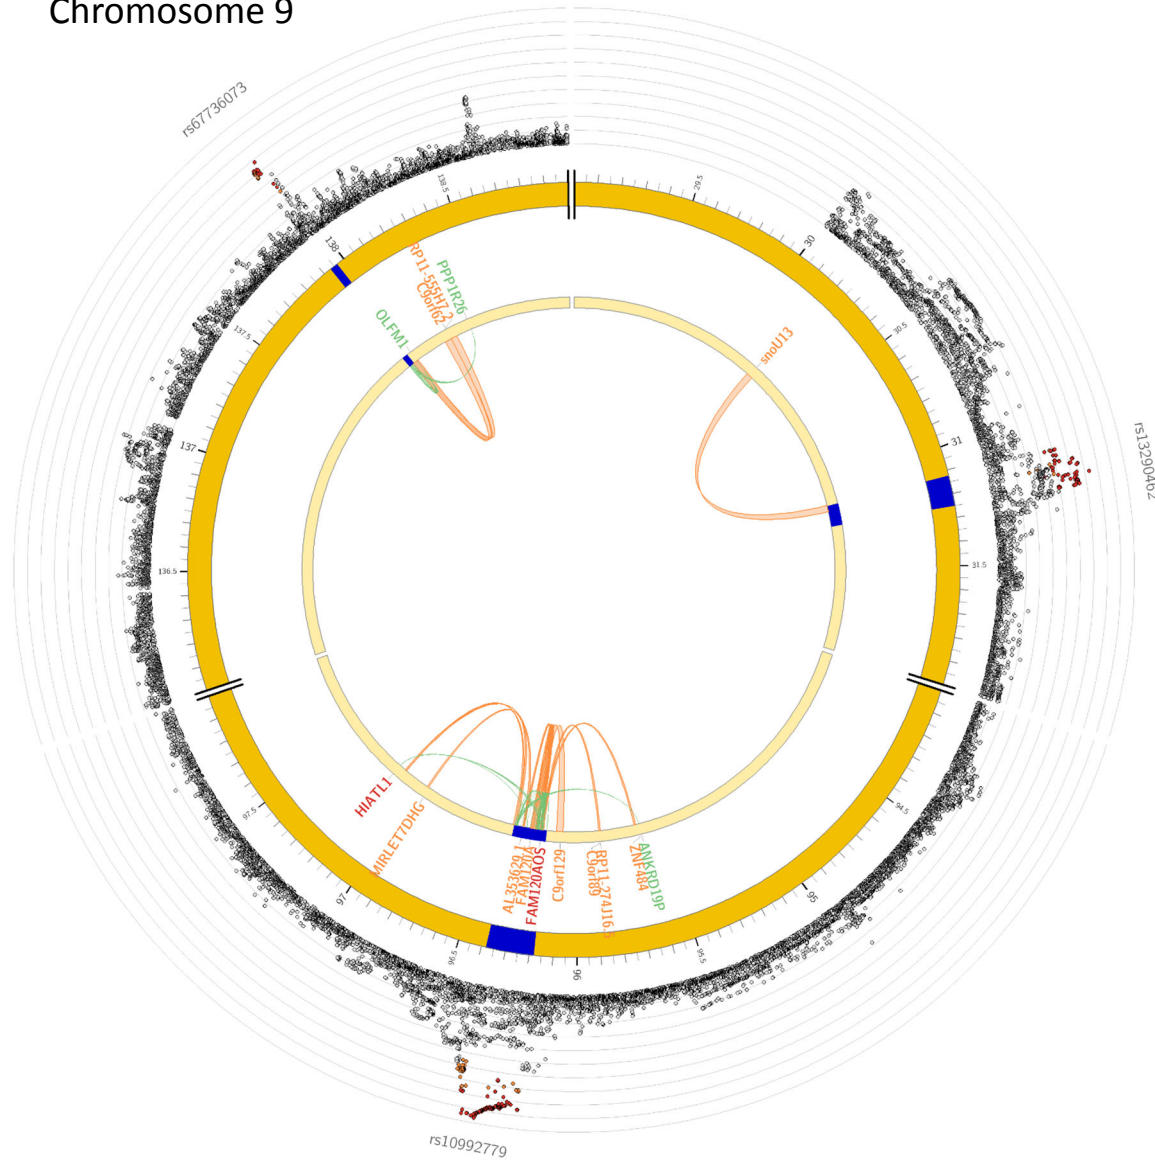 Chromosome 9
rs67736073
138.5
29.5
138
30
RP11-555H7.2
C9orf62
PPP1R26
OLFM1
snoU13
137.5
30.5
137
31
rs13290462
136.5
31.5
HIATL1
MIRLET7DHG
AL353629.1
FAM120A
FAM120AOS
C9orf129
C9orf89
RP11-274J16.
ZNF484
ANKRD19P
97.5
94.5
97
95
96.5
95.5
96
rs10992779